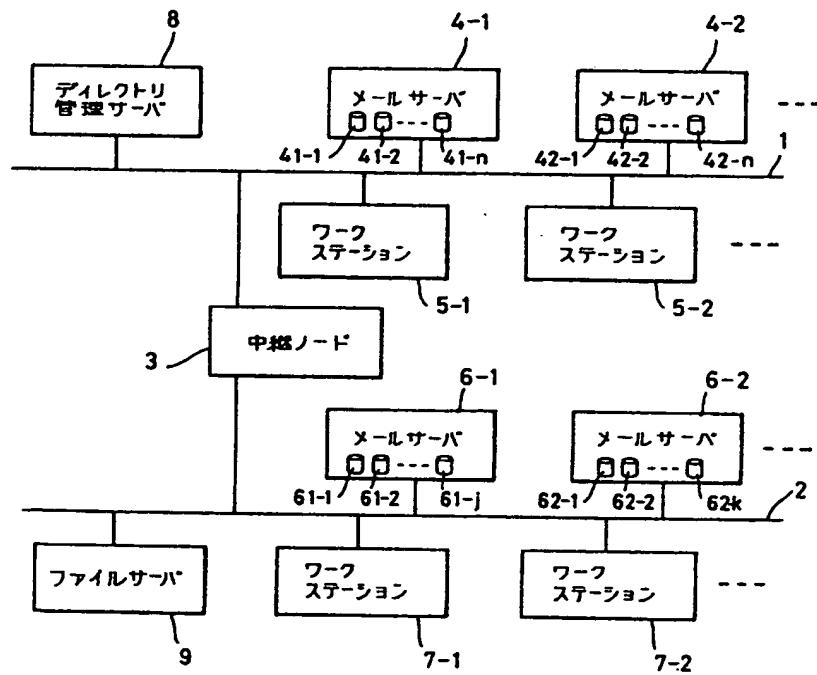 8
4-1
4-2
ディレクトリ
管理サーバ
メールサーバ
メールサーバ
41-1 41-2 41-n
42-1 42-2 42-n
1
ワーク
ステーション
ワーク
ステーション
5-1
5-2
3
中継ノード
6-1
6-2
メールサーバ
メールサーバ
61-1 61-2 61-j
62-1 62-2 62k
2
ファイルサーバ
ワーク
ステーション
ワーク
ステーション
9
7-1
7-2